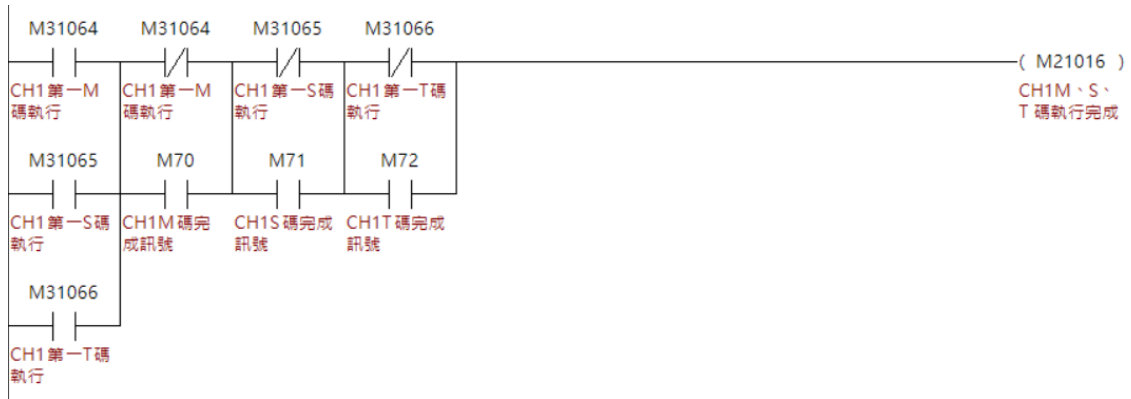 M31064 M31064 M31065 M31066
( M21016 )
CH1第一M CH1第一M CH1第一S碼 CH1第一T碼 CH1M、S、
碼執行 碼執行 執行 執行 T 碼執行完成
M31065 M70 M71 M72
CH1第一S碼 CH1M碼完 CH1S碼完成 CH1T碼完成
執行 成訊號 訊號 訊號
M31066
CH1第一T碼
執行